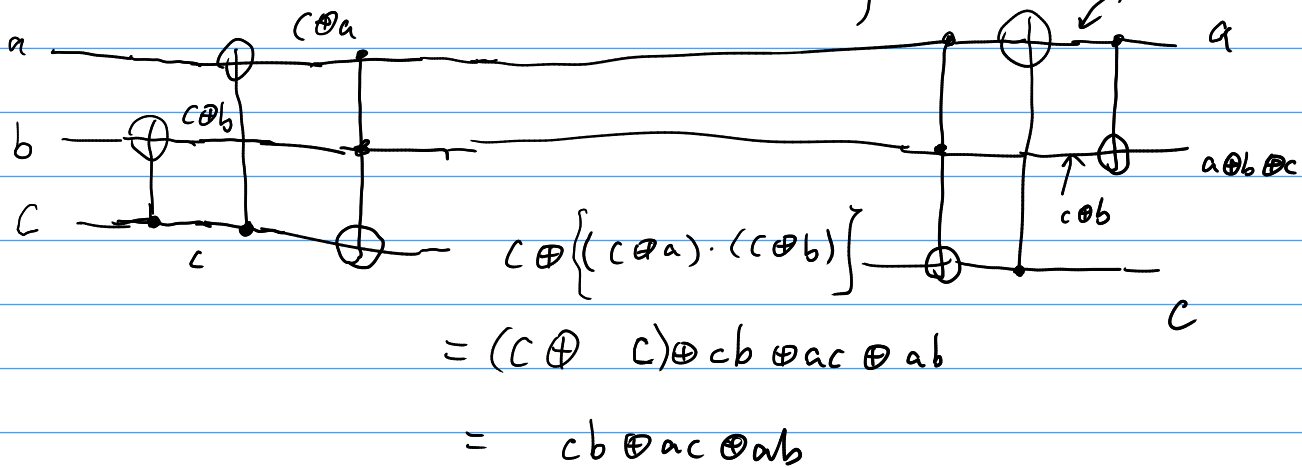 c⊕a
a
a
c⊕b
b
a⊕b⊕c
c⊕b
c
c
c⊕{(c⊕a)·(c⊕b)}
c
=(c⊕ c)⊕cb⊕ac⊕ab
= cb⊕ac⊕ab